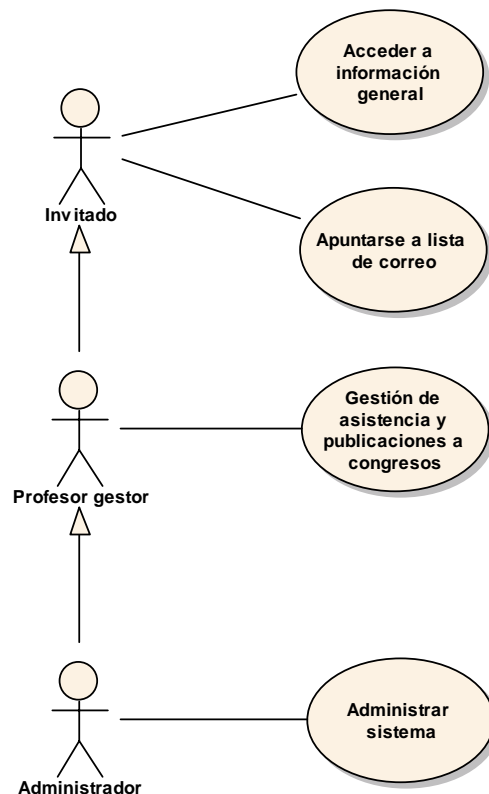 Acceder a
información
general
Invitado
Apuntarse a lista
de correo
Gestión de
asistencia y
publicaciones a
congresos
Profesor gestor
Administrar
sistema
Administrador